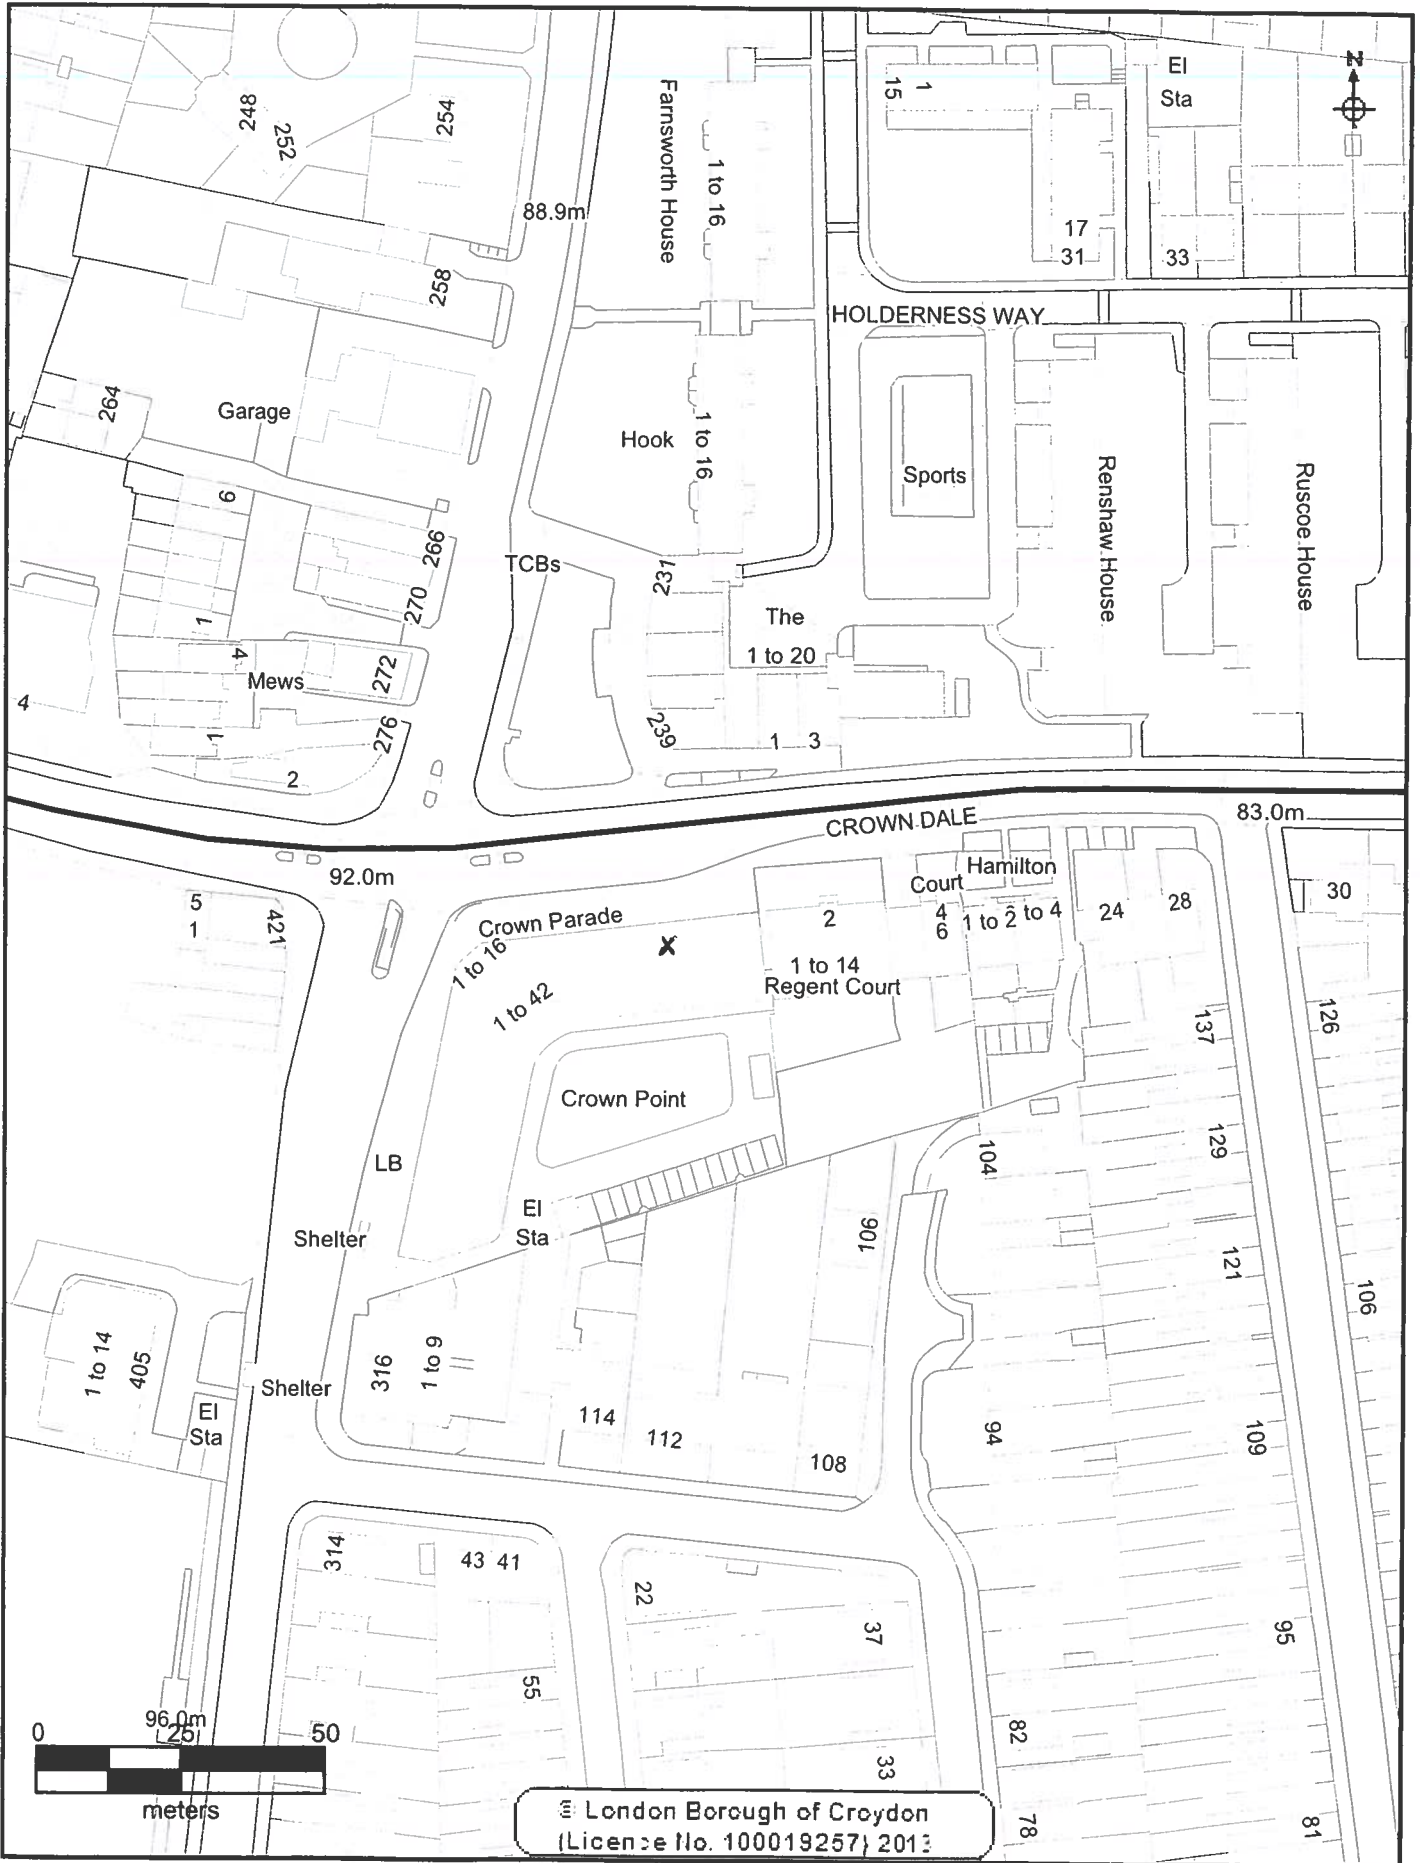 248
252
254
88.9m
258
Farnsworth House
1 to 16
15
1
El
Sta
N
17
31
33
HOLDERNESS WAY
264
Garage
Hook
1 to 16
Sports
Renshaw House
Ruscoe House
6
266
TCBs
231
270
The
1 to 20
1
4
Mews
272
4
1
276
2
239
1
3
CROWN DALE
83.0m
92.0m
5
1
421
Crown Parade
1 to 16
1 to 42
X
2
1 to 14
Regent Court
Court
Hamilton
4
6
1 to 2
2 to 4
24
28
30
137
126
Crown Point
LB
104
129
Shelter
El
Sta
106
121
106
1 to 14
405
316
1 to 9
Shelter
El
Sta
114
112
108
94
109
314
43
41
22
37
95
55
82
33
96.0m
0
25
50
meters
78
81
© London Borough of Croydon
(Licence No. 100019257) 2013